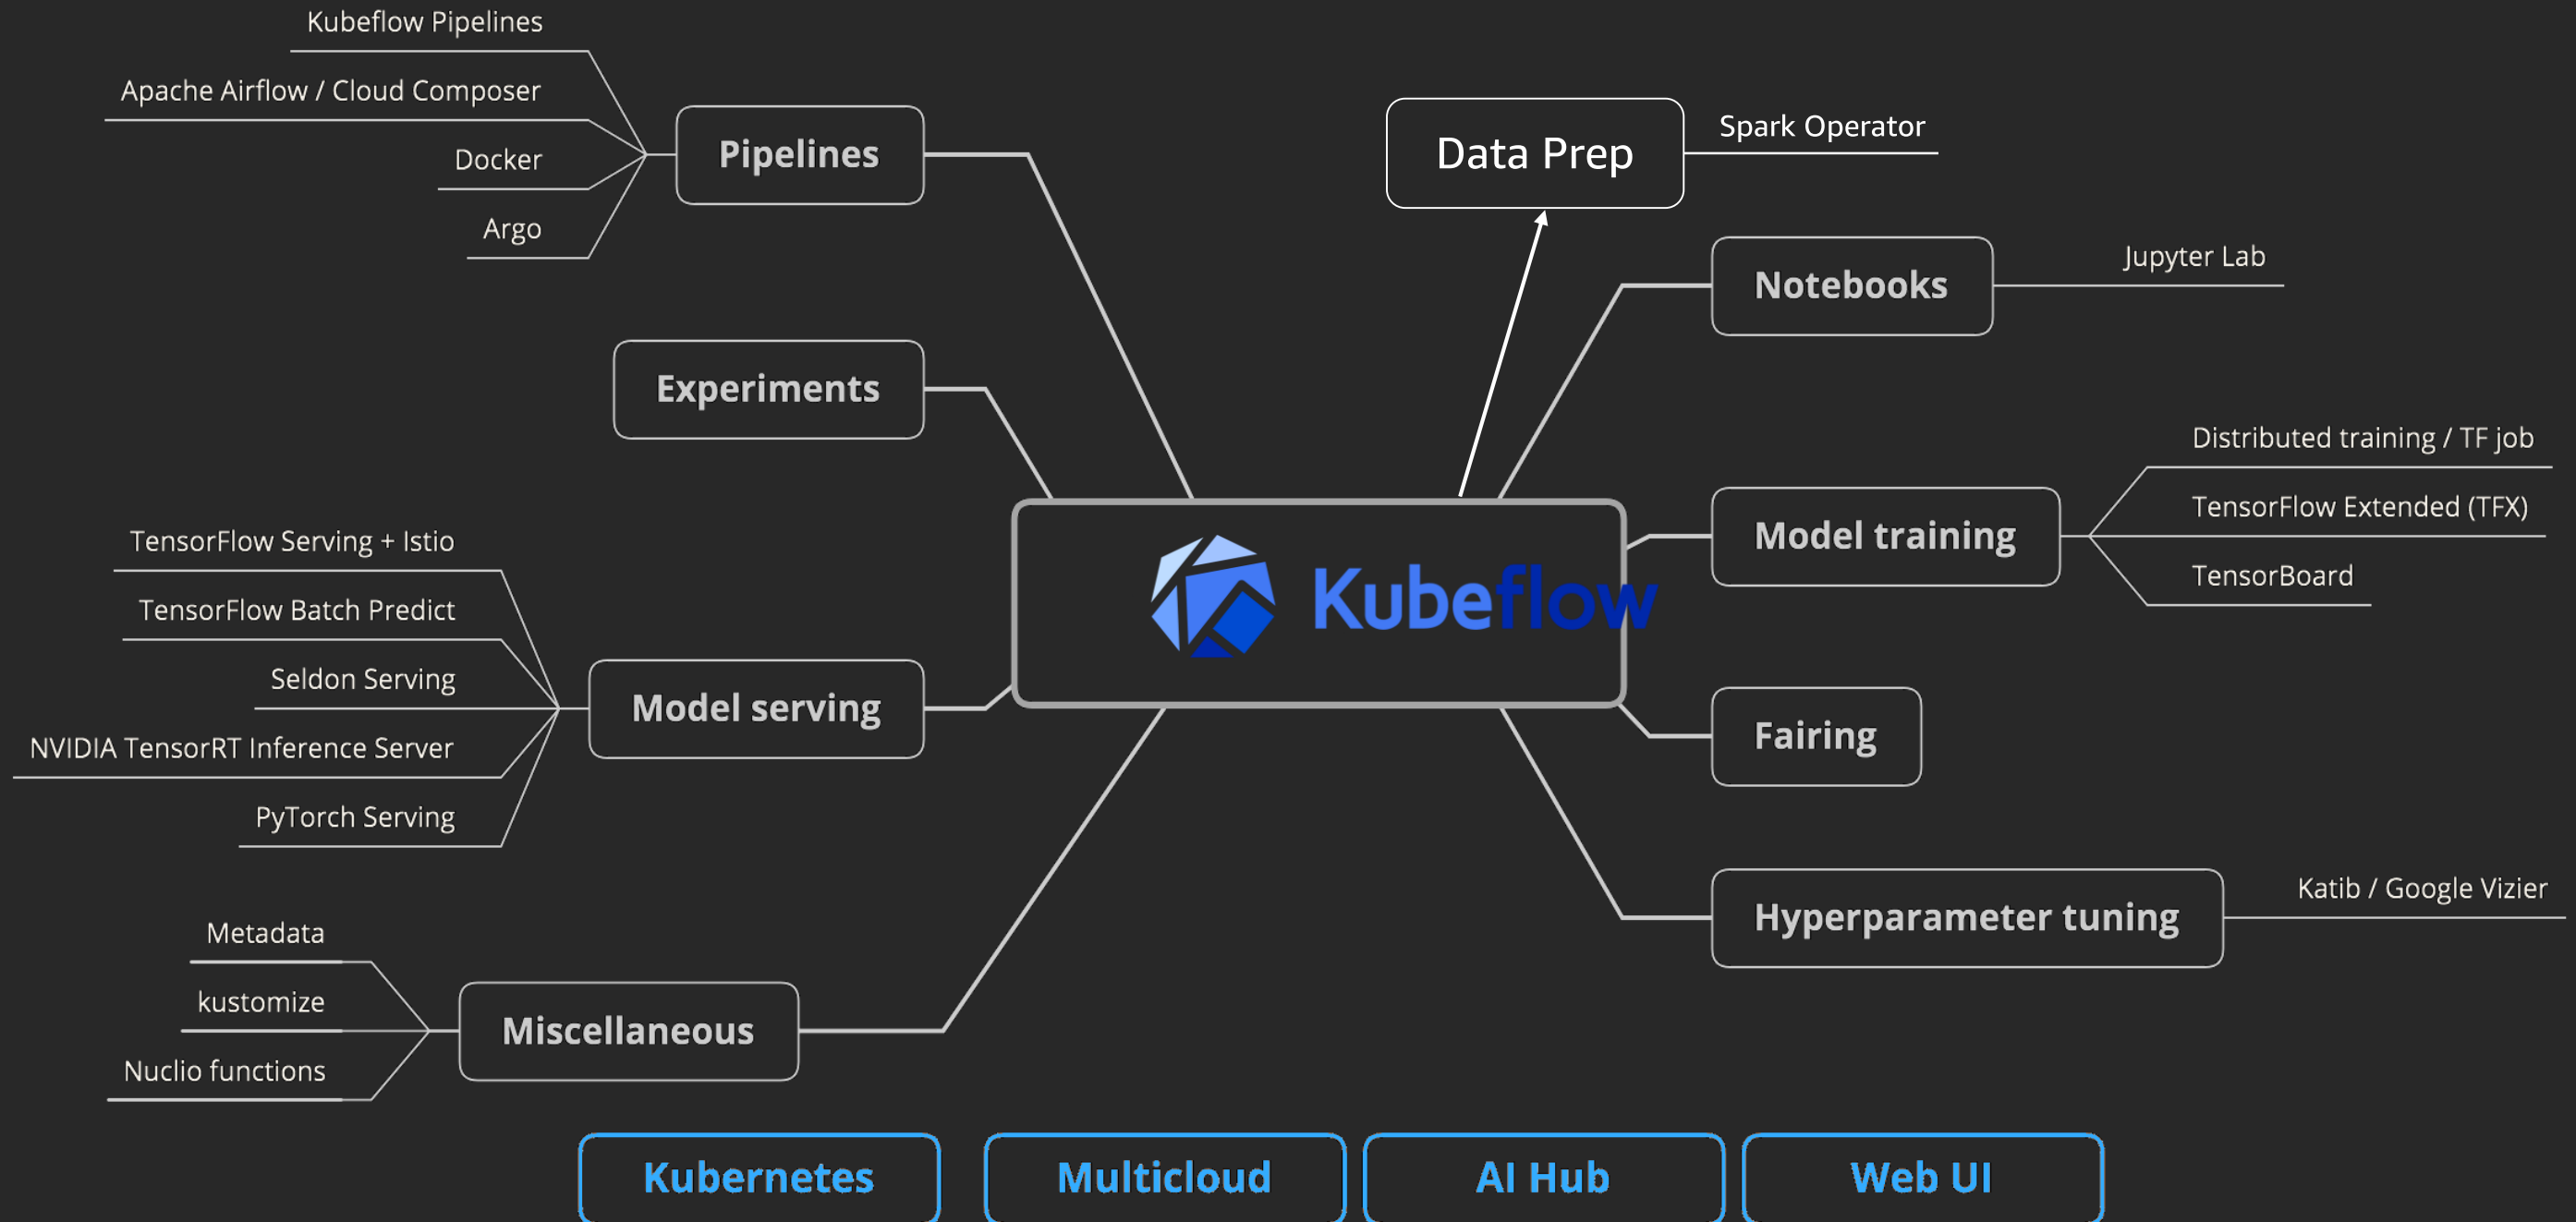 Kubeflow Pipelines
Apache Airflow / Cloud Composer
Docker
Argo
Pipelines
Experiments
TensorFlow Serving + Istio
TensorFlow Batch Predict
Seldon Serving
NVIDIA TensorRT Inference Server
PyTorch Serving
Model serving
Metadata
kustomize
Nuclio functions
Miscellaneous
Kubeflow
Data Prep
Spark Operator
Notebooks
Jupyter Lab
Model training
Distributed training / TF job
TensorFlow Extended (TFX)
TensorBoard
Fairing
Hyperparameter tuning
Katib / Google Vizier
Kubernetes
Multicloud
AI Hub
Web UI